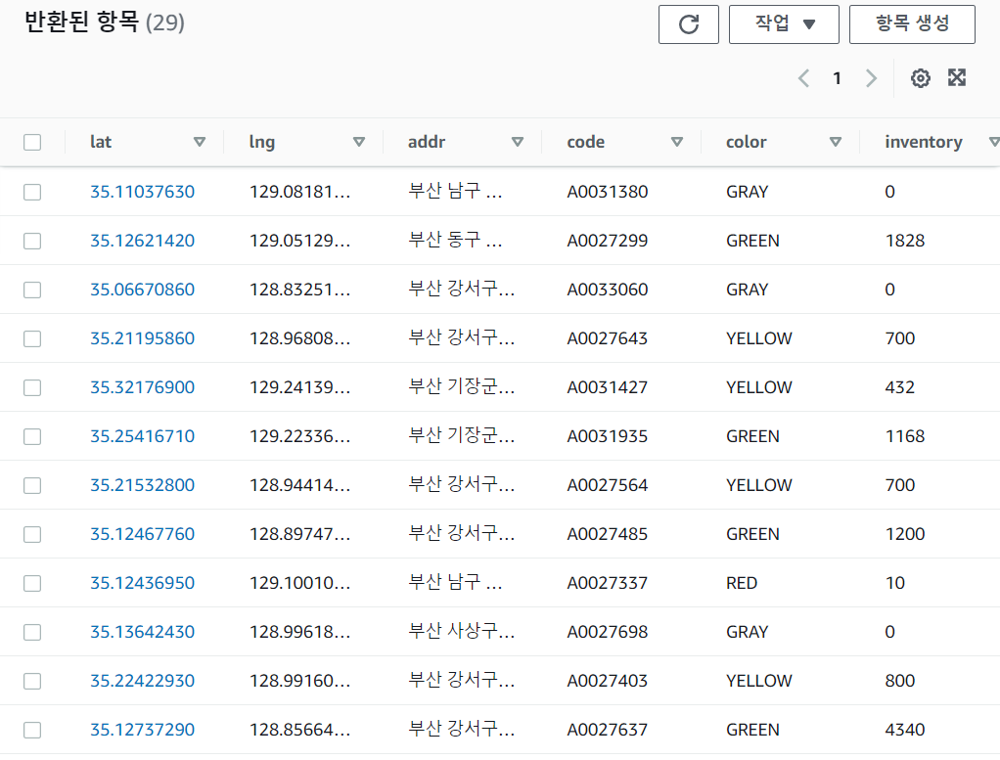 반환된 항목 (29)
작업
항목 생성
1
lat lng addr code color inventory
35.11037630 129.08181... 부산 남구 ... A0031380 GRAY 0
35.12621420 129.05129... 부산 동구 ... A0027299 GREEN 1828
35.06670860 128.83251... 부산 강서구... A0033060 GRAY 0
35.21195860 128.96808... 부산 강서구... A0027643 YELLOW 700
35.32176900 129.24139... 부산 기장군... A0031427 YELLOW 432
35.25416710 129.22336... 부산 기장군... A0031935 GREEN 1168
35.21532800 128.94414... 부산 강서구... A0027564 YELLOW 700
35.12467760 128.89747... 부산 강서구... A0027485 GREEN 1200
35.12436950 129.10010... 부산 남구 ... A0027337 RED 10
35.13642430 128.99618... 부산 사상구... A0027698 GRAY 0
35.22422930 128.99160... 부산 강서구... A0027403 YELLOW 800
35.12737290 128.85664... 부산 강서구... A0027637 GREEN 4340